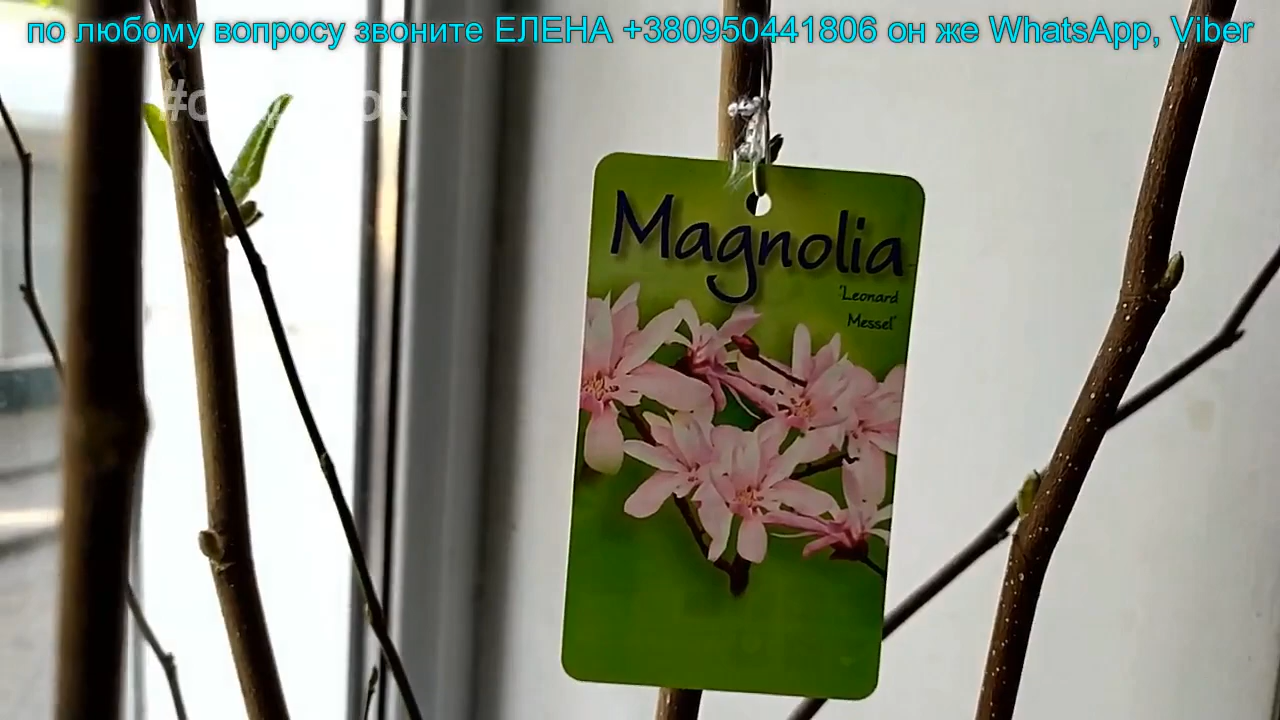 по любому вопросу звоните ЕЛЕНА +380950441806 он же WhatsApp, Viber
Magnolia
'Leonard
Messel'